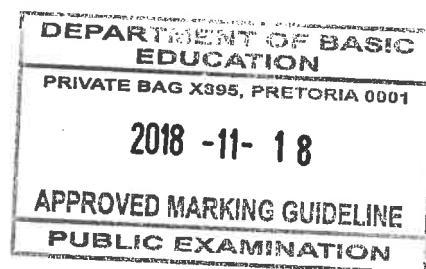 DEPARTMENT OF BASIC
EDUCATION
PRIVATE BAG X895, PRETORIA 0001
2018 -11- 18
APPROVED MARKING GUIDELINE
PUBLIC EXAMINATION